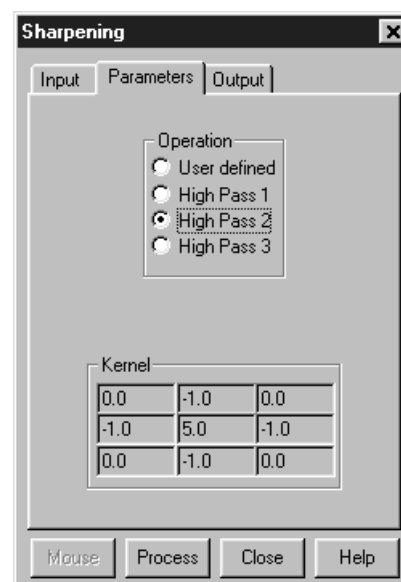 Sharpening
Input Parameters Output
Operation
User defined
High Pass 1
High Pass 2
High Pass 3
Kernel
0.0 -1.0 0.0
-1.0 5.0 -1.0
0.0 -1.0 0.0
Mouse Process Close Help